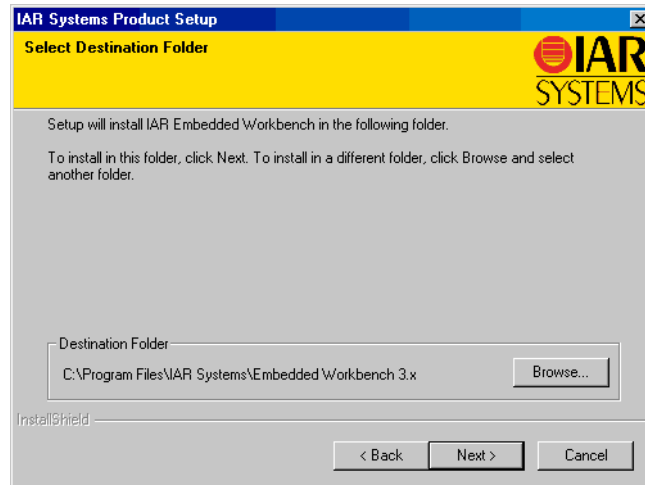 IAR Systems Product Setup
Select Destination Folder
IAR
SYSTEMS
Setup will install IAR Embedded Workbench in the following folder.
To install in this folder, click Next. To install in a different folder, click Browse and select
another folder.
Destination Folder
C:\Program Files\IAR Systems\Embedded Workbench 3.x
Browse...
InstallShield
< Back
Next >
Cancel